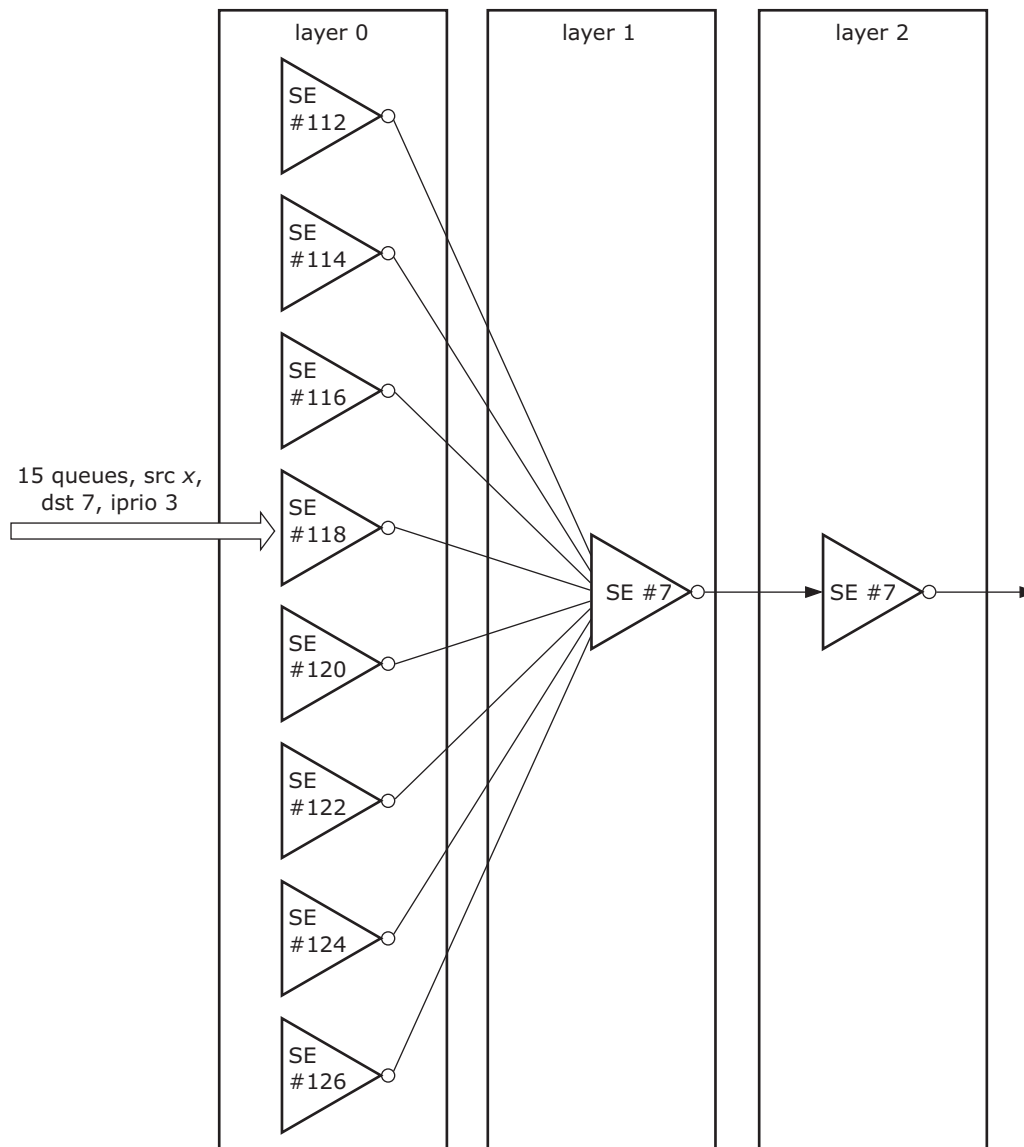 layer 0
layer 1
layer 2
SE
#112
SE
#114
SE
#116
15 queues, src x,
dst 7, iprio 3
SE
#118
SE #7
SE #7
SE
#120
SE
#122
SE
#124
SE
#126